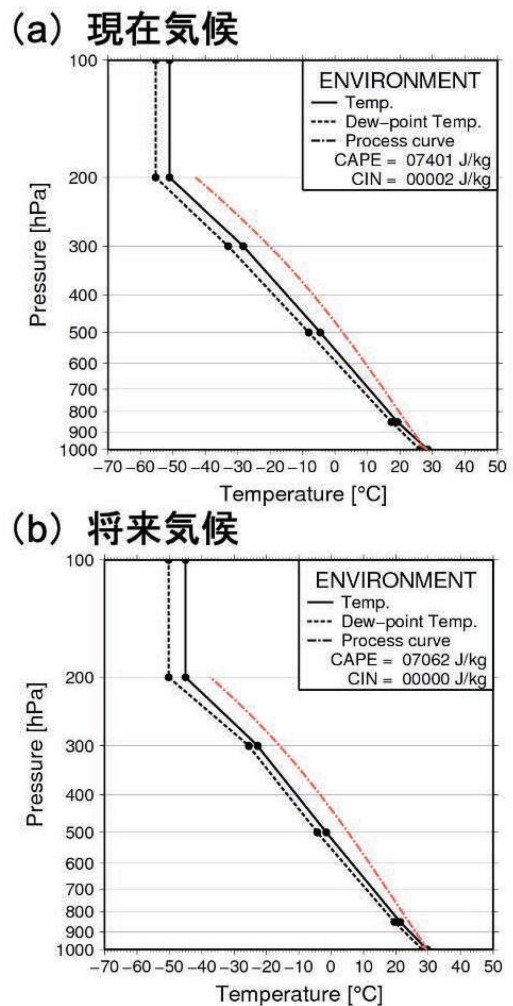 (a) 現在気候
100
200
300
400
500
600
700
800
900
1000
Pressure [hPa]
ENVIRONMENT
Temp.
Dew-point Temp.
Process curve
CAPE = 07401 J/kg
CIN = 00002 J/kg
-70 -60 -50 -40 -30 -20 -10 0 10 20 30 40 50
Temperature [°C]
(b) 将来気候
100
200
300
400
500
600
700
800
900
1000
Pressure [hPa]
ENVIRONMENT
Temp.
Dew-point Temp.
Process curve
CAPE = 07062 J/kg
CIN = 00000 J/kg
-70 -60 -50 -40 -30 -20 -10 0 10 20 30 40 50
Temperature [°C]